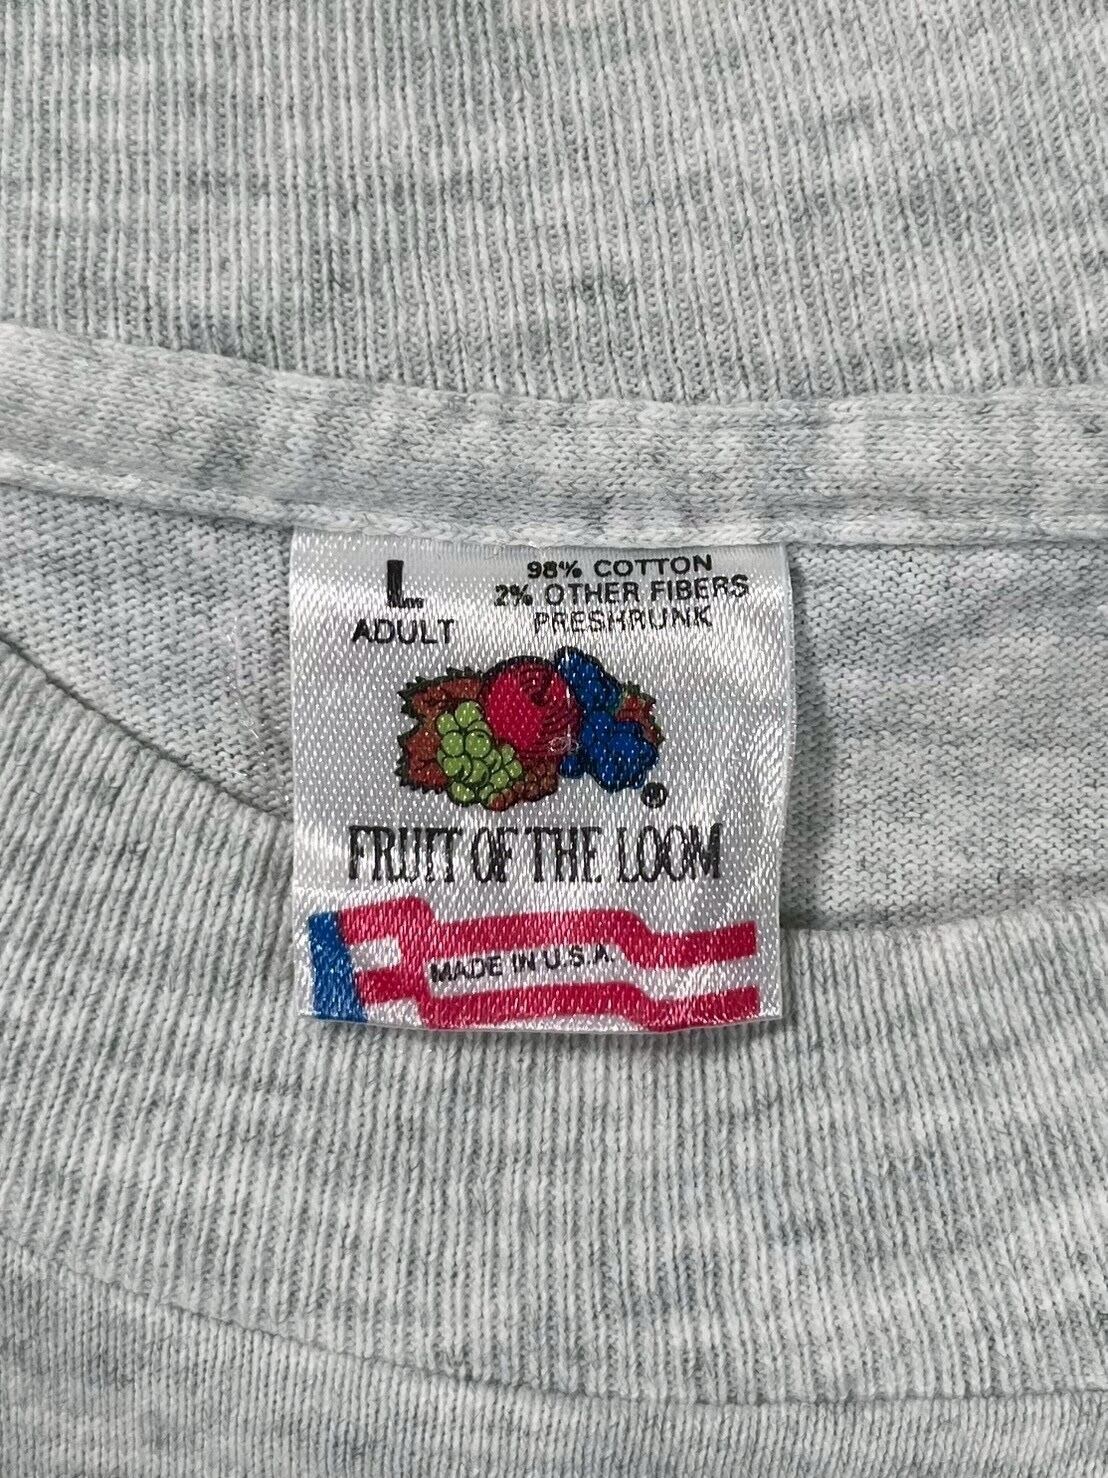 L
ADULT
98% COTTON
2% OTHER FIBERS
PRESHRUNK
®
FRUIT OF THE LOOM
MADE IN U.S.A.